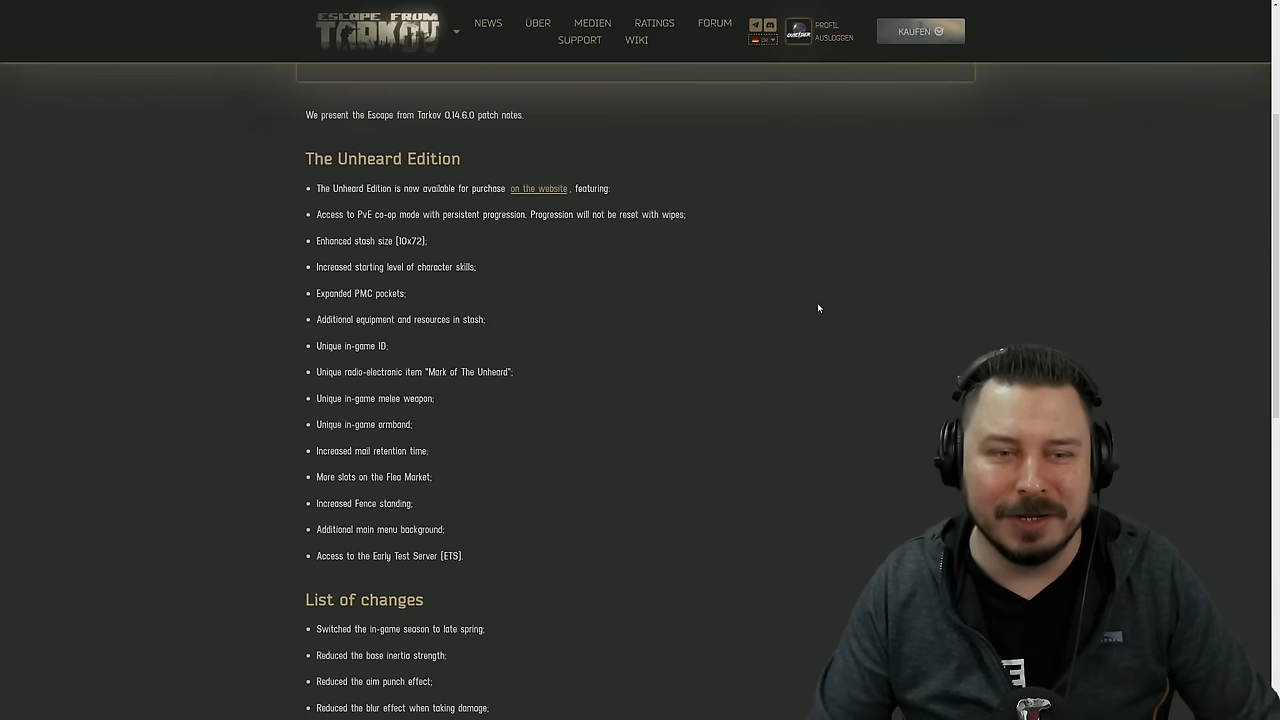 ESCAPE FROM
TARKOV
NEWS ÜBER MEDIEN RATINGS FORUM
SUPPORT WIKI
de
PROFIL
AUSLOGGEN
KAUFEN
We present the Escape from Tarkov 0.14.6.0 patch notes.
The Unheard Edition
The Unheard Edition is now available for purchase on the website, featuring:
Access to PvE co-op mode with persistent progression. Progression will not be reset with wipes;
Enhanced stash size (10x72);
Increased starting level of character skills;
Expanded PMC pockets;
Additional equipment and resources in stash;
Unique in-game ID;
Unique radio-electronic item "Mark of The Unheard";
Unique in-game melee weapon;
Unique in-game armband;
Increased mail retention time;
More slots on the Flea Market;
Increased Fence standing;
Additional main menu background;
Access to the Early Test Server (ETS).
List of changes
Switched the in-game season to late spring;
Reduced the base inertia strength;
Reduced the aim punch effect;
Reduced the blur effect when taking damage;